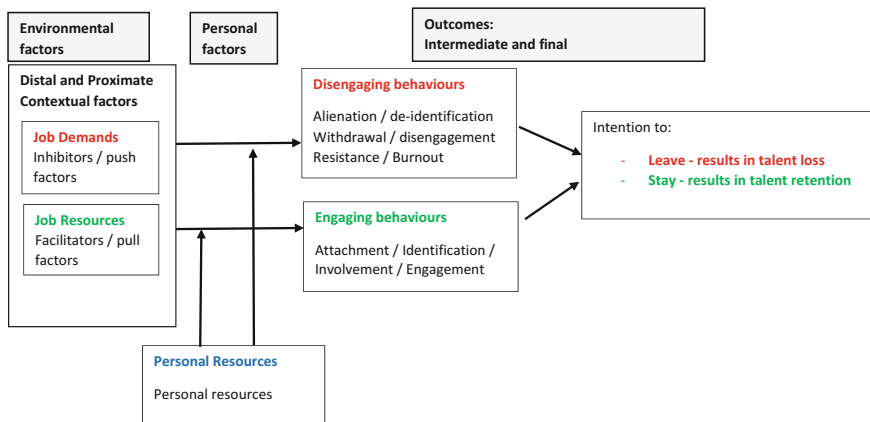 Environmental
factors
Personal
factors
Outcomes:
Intermediate and final
Distal and Proximate
Contextual factors
Job Demands
Inhibitors / push
factors
Job Resources
Facilitators / pull
factors
Disengaging behaviours
Alienation / de-identification
Withdrawal/ disengagement
Resistance / Burnout
Engaging behaviours
Attachment / Identification /
Involvement / Engagement
Intention to:
- Leave - results in talent loss
- Stay - results in talent retention
Personal Resources
Personal resources